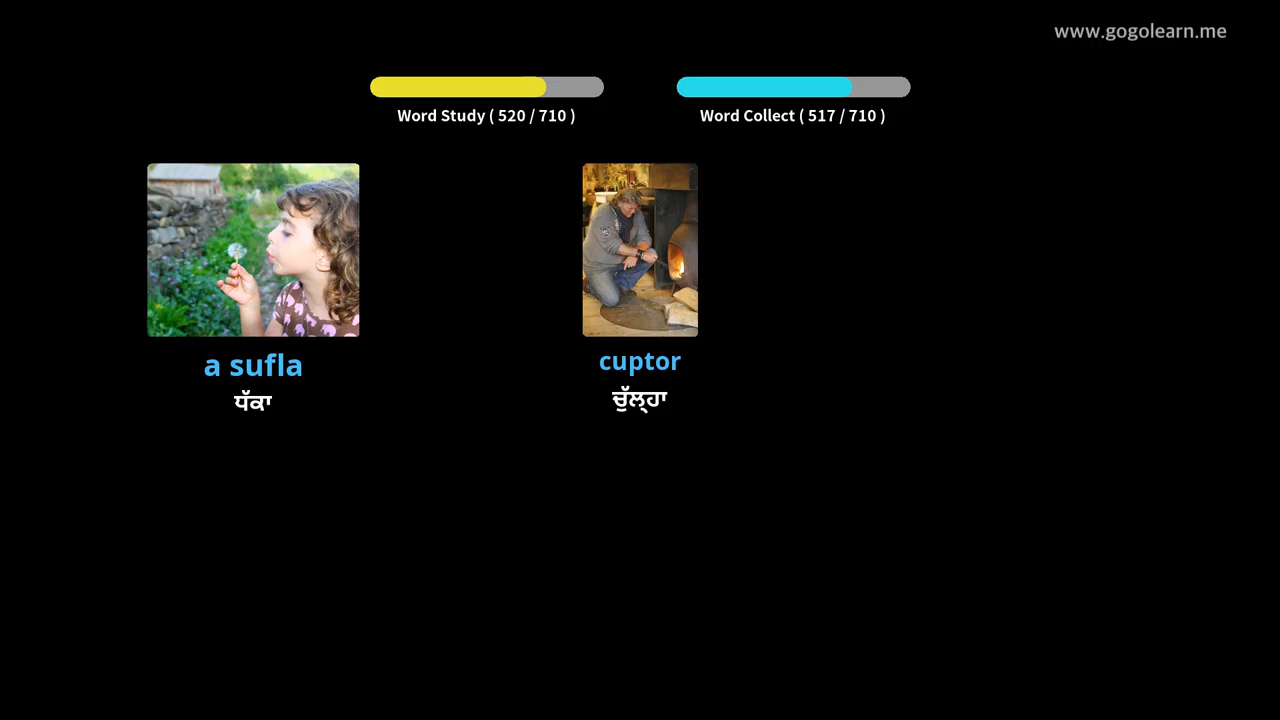 www.gogolearn.me
Word Study ( 520 / 710 )
Word Collect ( 517 / 710 )
a sufla
ਧੱਕਾ
cuptor
ਚੁੱਲ੍ਹਾ